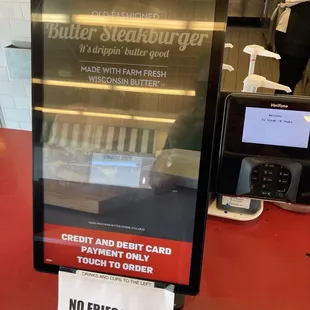 OLD FASHIONED
Butter Steakburger
It's drippin' butter good
MADE WITH FARM FRESH
WISCONSIN BUTTER*
CREDIT AND DEBIT CARD
PAYMENT ONLY
TOUCH TO ORDER
DRINKS AND CUPS TO THE LEFT
NO FRIES
Verifone